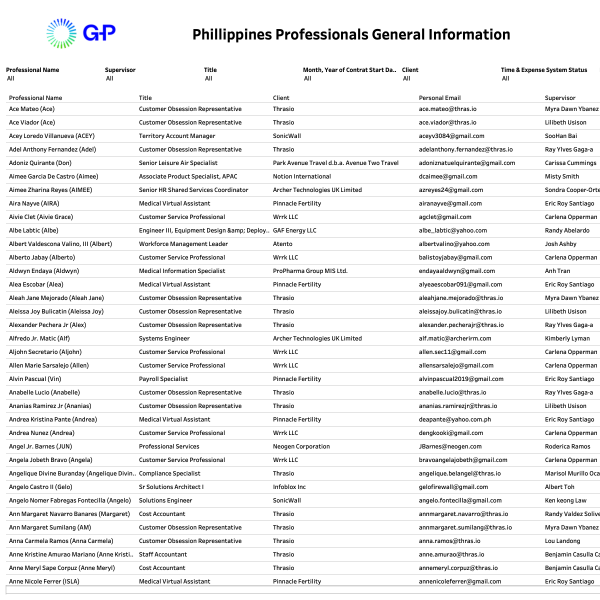 G-P Phillippines Professionals General Information
Professional Name Supervisor Title Month, Year of Contrat Start Da.. Client Time & Expense System Status
All All All All All All
Professional Name Title Client Personal Email Supervisor
Ace Mateo (Ace) Customer Obsession Representative Thrasio ace.mateo@thras.io Myra Dawn Ybanez
Ace Viador (Ace) Customer Obsession Representative Thrasio ace.viador@thras.io Lilibeth Usison
Acey Loredo Villanueva (ACEY) Territory Account Manager SonicWall aceyv3084@gmail.com SooHan Bai
Adel Anthony Fernandez (Adel) Customer Obsession Representative Thrasio adelanthony.fernandez@thras.io Ray Ylves Gaga-a
Adoniz Quirante (Don) Senior Leisure Air Specialist Park Avenue Travel d.b.a. Avenue Two Travel adoniznatuelquirante@gmail.com Carissa Cummings
Aimee Garcia De Castro (Aimee) Associate Product Specialist, APAC Notion International dcaimee@gmail.com Misty Smith
Aimee Zharina Reyes (AIMEE) Senior HR Shared Services Coordinator Archer Technologies UK Limited azreyes24@gmail.com Sondra Cooper-Orte
Aira Nayve (AIRA) Medical Virtual Assistant Pinnacle Fertility airanayve@gmail.com Eric Roy Santiago
Aivie Clet (Aivie Grace) Customer Service Professional Wrrk LLC agclet@gmail.com Carlena Opperman
Albe Labtic (Albe) Engineer III, Equipment Design &amp; Deploy.. GAF Energy LLC albe_labtic@yahoo.com Randy Abelardo
Albert Valdescona Valino, III (Albert) Workforce Management Leader Atento albertvalino@yahoo.com Josh Ashby
Alberto Jabay (Alberto) Customer Service Professional Wrrk LLC balistoyjabay@gmail.com Carlena Opperman
Aldwyn Endaya (Aldwyn) Medical Information Specialist ProPharma Group MIS Ltd. endayaaldwyn@gmail.com Anh Tran
Alea Escobar (Alea) Medical Virtual Assistant Pinnacle Fertility alyeaescobar091@gmail.com Eric Roy Santiago
Aleah Jane Mejorado (Aleah Jane) Customer Obsession Representative Thrasio aleahjane.mejorado@thras.io Myra Dawn Ybanez
Aleissa Joy Bulicatin (Aleissa Joy) Customer Obsession Representative Thrasio aleissajoy.bulicatin@thras.io Lilibeth Usison
Alexander Pechera Jr (Alex) Customer Obsession Representative Thrasio alexander.pecherajr@thras.io Ray Ylves Gaga-a
Alfredo Jr. Matic (Alf) Systems Engineer Archer Technologies UK Limited alf.matic@archerirm.com Kimberly Lyman
Aljohn Secretario (Aljohn) Customer Service Professional Wrrk LLC allen.sec11@gmail.com Carlena Opperman
Allen Marie Sarsalejo (Allen) Customer Service Professional Wrrk LLC allensarsalejo@gmail.com Carlena Opperman
Alvin Pascual (Vin) Payroll Specialist Pinnacle Fertility alvinpascual2019@gmail.com Eric Roy Santiago
Anabelle Lucio (Anabelle) Customer Obsession Representative Thrasio anabelle.lucio@thras.io Ray Ylves Gaga-a
Ananias Ramirez Jr (Ananias) Customer Obsession Representative Thrasio ananias.ramirezjr@thras.io Lilibeth Usison
Andrea Kristina Pante (Andrea) Medical Virtual Assistant Pinnacle Fertility deapante@yahoo.com.ph Eric Roy Santiago
Andrea Nunez (Andrea) Customer Service Professional Wrrk LLC dengkooki@gmail.com Carlena Opperman
Angel Jr. Barnes (JUN) Professional Services Neogen Corporation JBarnes@neogen.com Roderica Ramos
Angela Jobeth Bravo (Angela) Customer Service Professional Wrrk LLC bravoangelajobeth@gmail.com Carlena Opperman
Angelique Divine Buranday (Angelique Divin.. Compliance Specialist Thrasio angelique.belangel@thras.io Marisol Murillo Oca
Angelo Castro II (Gelo) Sr Solutions Architect I Infoblox Inc gelofirewall@gmail.com Albert Toh
Angelo Nomer Fabregas Fontecilla (Angelo) Solutions Engineer SonicWall angelo.fontecilla@gmail.com Ken keong Law
Ann Margaret Navarro Banares (Margaret) Cost Accountant Thrasio annmargaret.navarro@thras.io Randy Valdez Solive
Ann Margaret Sumilang (AM) Customer Obsession Representative Thrasio annmargaret.sumilang@thras.io Myra Dawn Ybanez
Anna Carmela Ramos (Anna) Customer Obsession Representative Thrasio anna.ramos@thras.io Lou Landong
Anne Kristine Amurao Mariano (Anne Kristi.. Staff Accountant Thrasio anne.amurao@thras.io Benjamin Casulla Ca
Anne Meryl Sape Corpuz (Anne Meryl) Cost Accountant Thrasio annemeryl.corpuz@thras.io Benjamin Casulla Ca
Anne Nicole Ferrer (ISLA) Medical Virtual Assistant Pinnacle Fertility annenicoleferrer@gmail.com Eric Roy Santiago